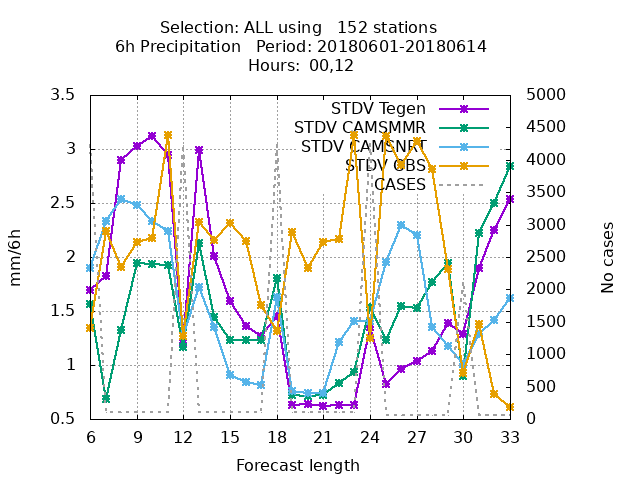 Selection: ALL using   152 stations
6h Precipitation   Period: 20180601-20180614
Hours:  00,12
3.5
3
2.5
2
1.5
1
0.5
mm/6h
5000
4500
4000
3500
3000
2500
2000
1500
1000
500
0
No cases
STDV Tegen
STDV CAMSMMR
STDV CAMSNRT
STDV OBS
CASES
6 9 12 15 18 21 24 27 30 33
Forecast length